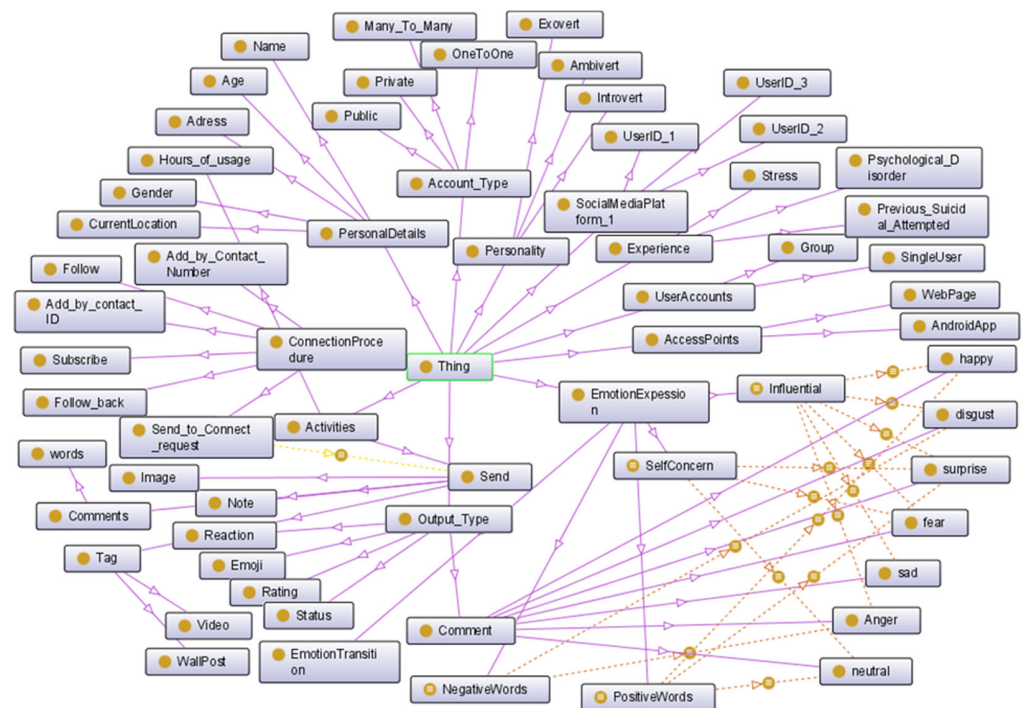 Many_To_Many
Exovert
Name
OneToOne
Ambivert
Age
Private
UserID_3
Introvert
Public
Adress
UserID_1
UserID_2
Hours_of_usage
Psychological_D
isorder
Stress
Account_Type
Gender
SocialMediaPlat
form_1
Previous_Suicid
al_Attempted
CurrentLocation
PersonalDetails
Personality
Experience
Group
SingleUser
Add_by_Contact_
Number
Follow
UserAccounts
WebPage
Add_by_contact_
ID
AndroidApp
AccessPoints
ConnectionProce
dure
Subscribe
Thing
happy
Influential
EmotionExpessio
n
Follow_back
disgust
Activities
Send_to_Connect
_request
words
SelfConcern
surprise
Image
Send
Note
Comments
Output_Type
fear
Reaction
Tag
Emoji
sad
Rating
Status
Anger
Video
Comment
WallPost
EmotionTransiti
on
neutral
NegativeWords
PositiveWords